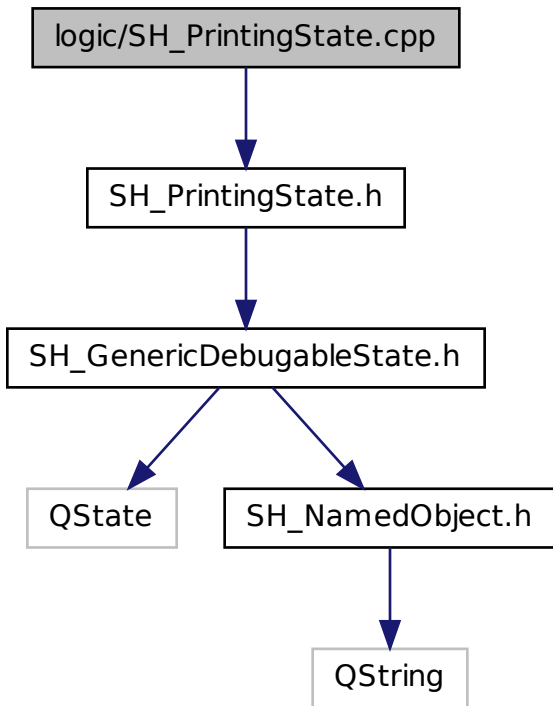 logic/SH_PrintingState.cpp
SH_PrintingState.h
SH_GenericDebugableState.h
QState
SH_NamedObject.h
QString